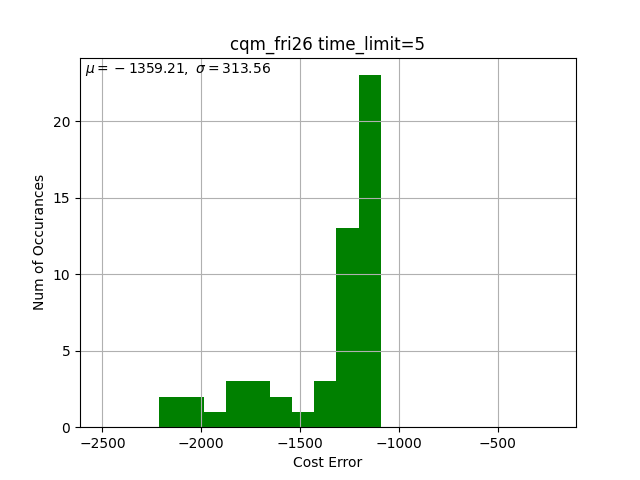 cqm_fri26 time_limit=5
μ = − 1359.21, σ = 313.56
Num of Occurances
20
15
10
5
0
−2500 −2000 −1500 −1000 −500
Cost Error